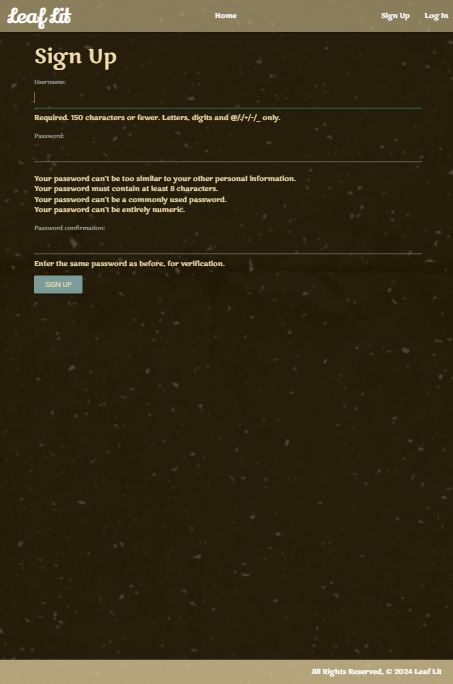 Leaf Lit
Home
Sign Up
Log In
Sign Up
Username:
Required. 150 characters or fewer. Letters, digits and @/./+/-/_ only.
Password:
Your password can't be too similar to your other personal information.
Your password must contain at least 8 characters.
Your password can't be a commonly used password.
Your password can't be entirely numeric.
Password confirmation:
Enter the same password as before, for verification.
SIGN UP
All Rights Reserved, © 2024 Leaf Lit